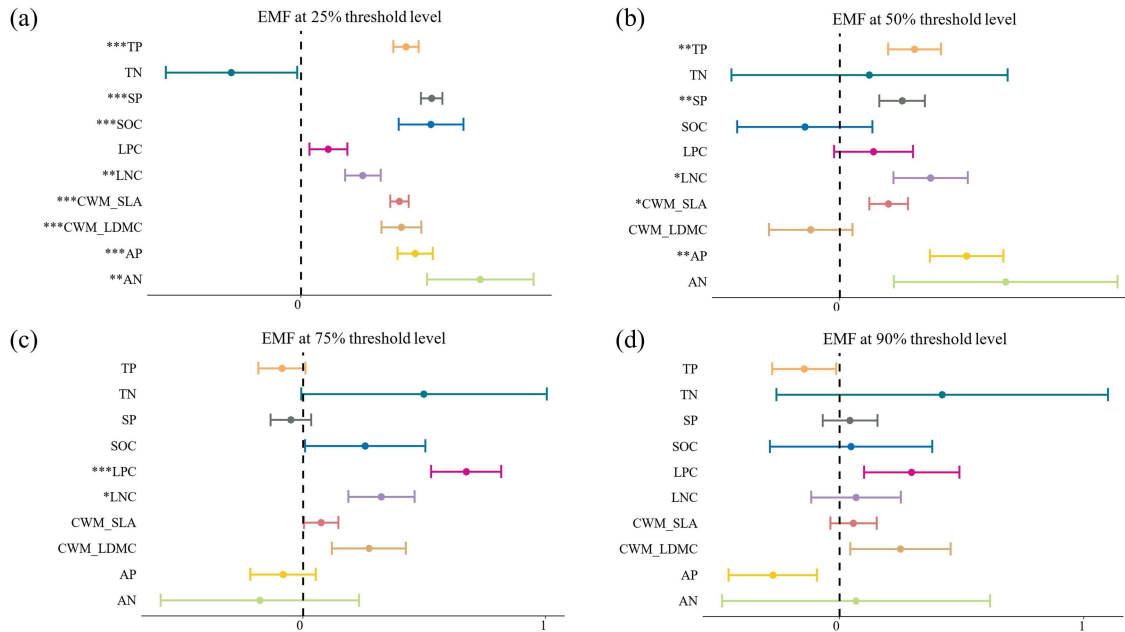 (a)
EMF at 25% threshold level
***TP
TN
***SP
***SOC
LPC
**LNC
***CWM_SLA
***CWM_LDMC
***AP
**AN
0
(b)
EMF at 50% threshold level
**TP
TN
**SP
SOC
LPC
*LNC
*CWM_SLA
CWM_LDMC
**AP
AN
0
(c)
EMF at 75% threshold level
TP
TN
SP
SOC
***LPC
*LNC
CWM_SLA
CWM_LDMC
AP
AN
0 1
(d)
EMF at 90% threshold level
TP
TN
SP
SOC
LPC
LNC
CWM_SLA
CWM_LDMC
AP
AN
0 1